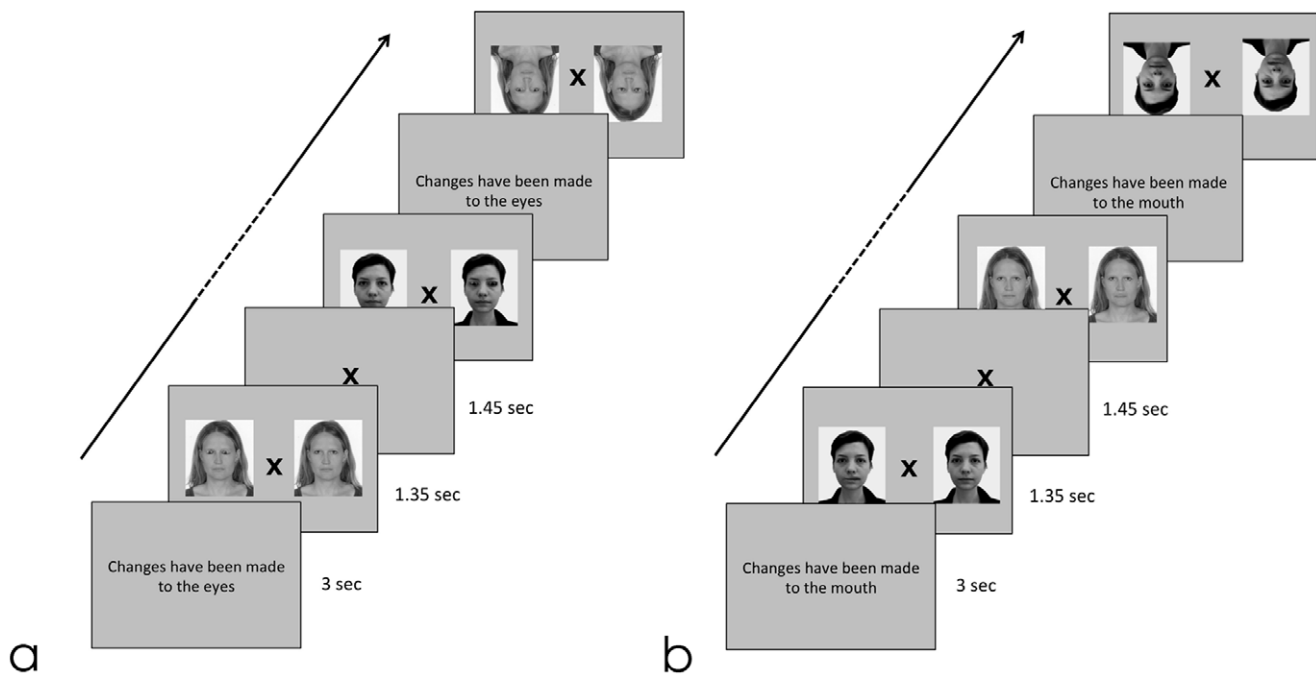 X
Changes have been made
to the eyes
X
X
1.45 sec
X
1.35 sec
Changes have been made
to the eyes
3 sec
a
X
Changes have been made
to the mouth
X
X
1.45 sec
X
1.35 sec
Changes have been made
to the mouth
3 sec
b